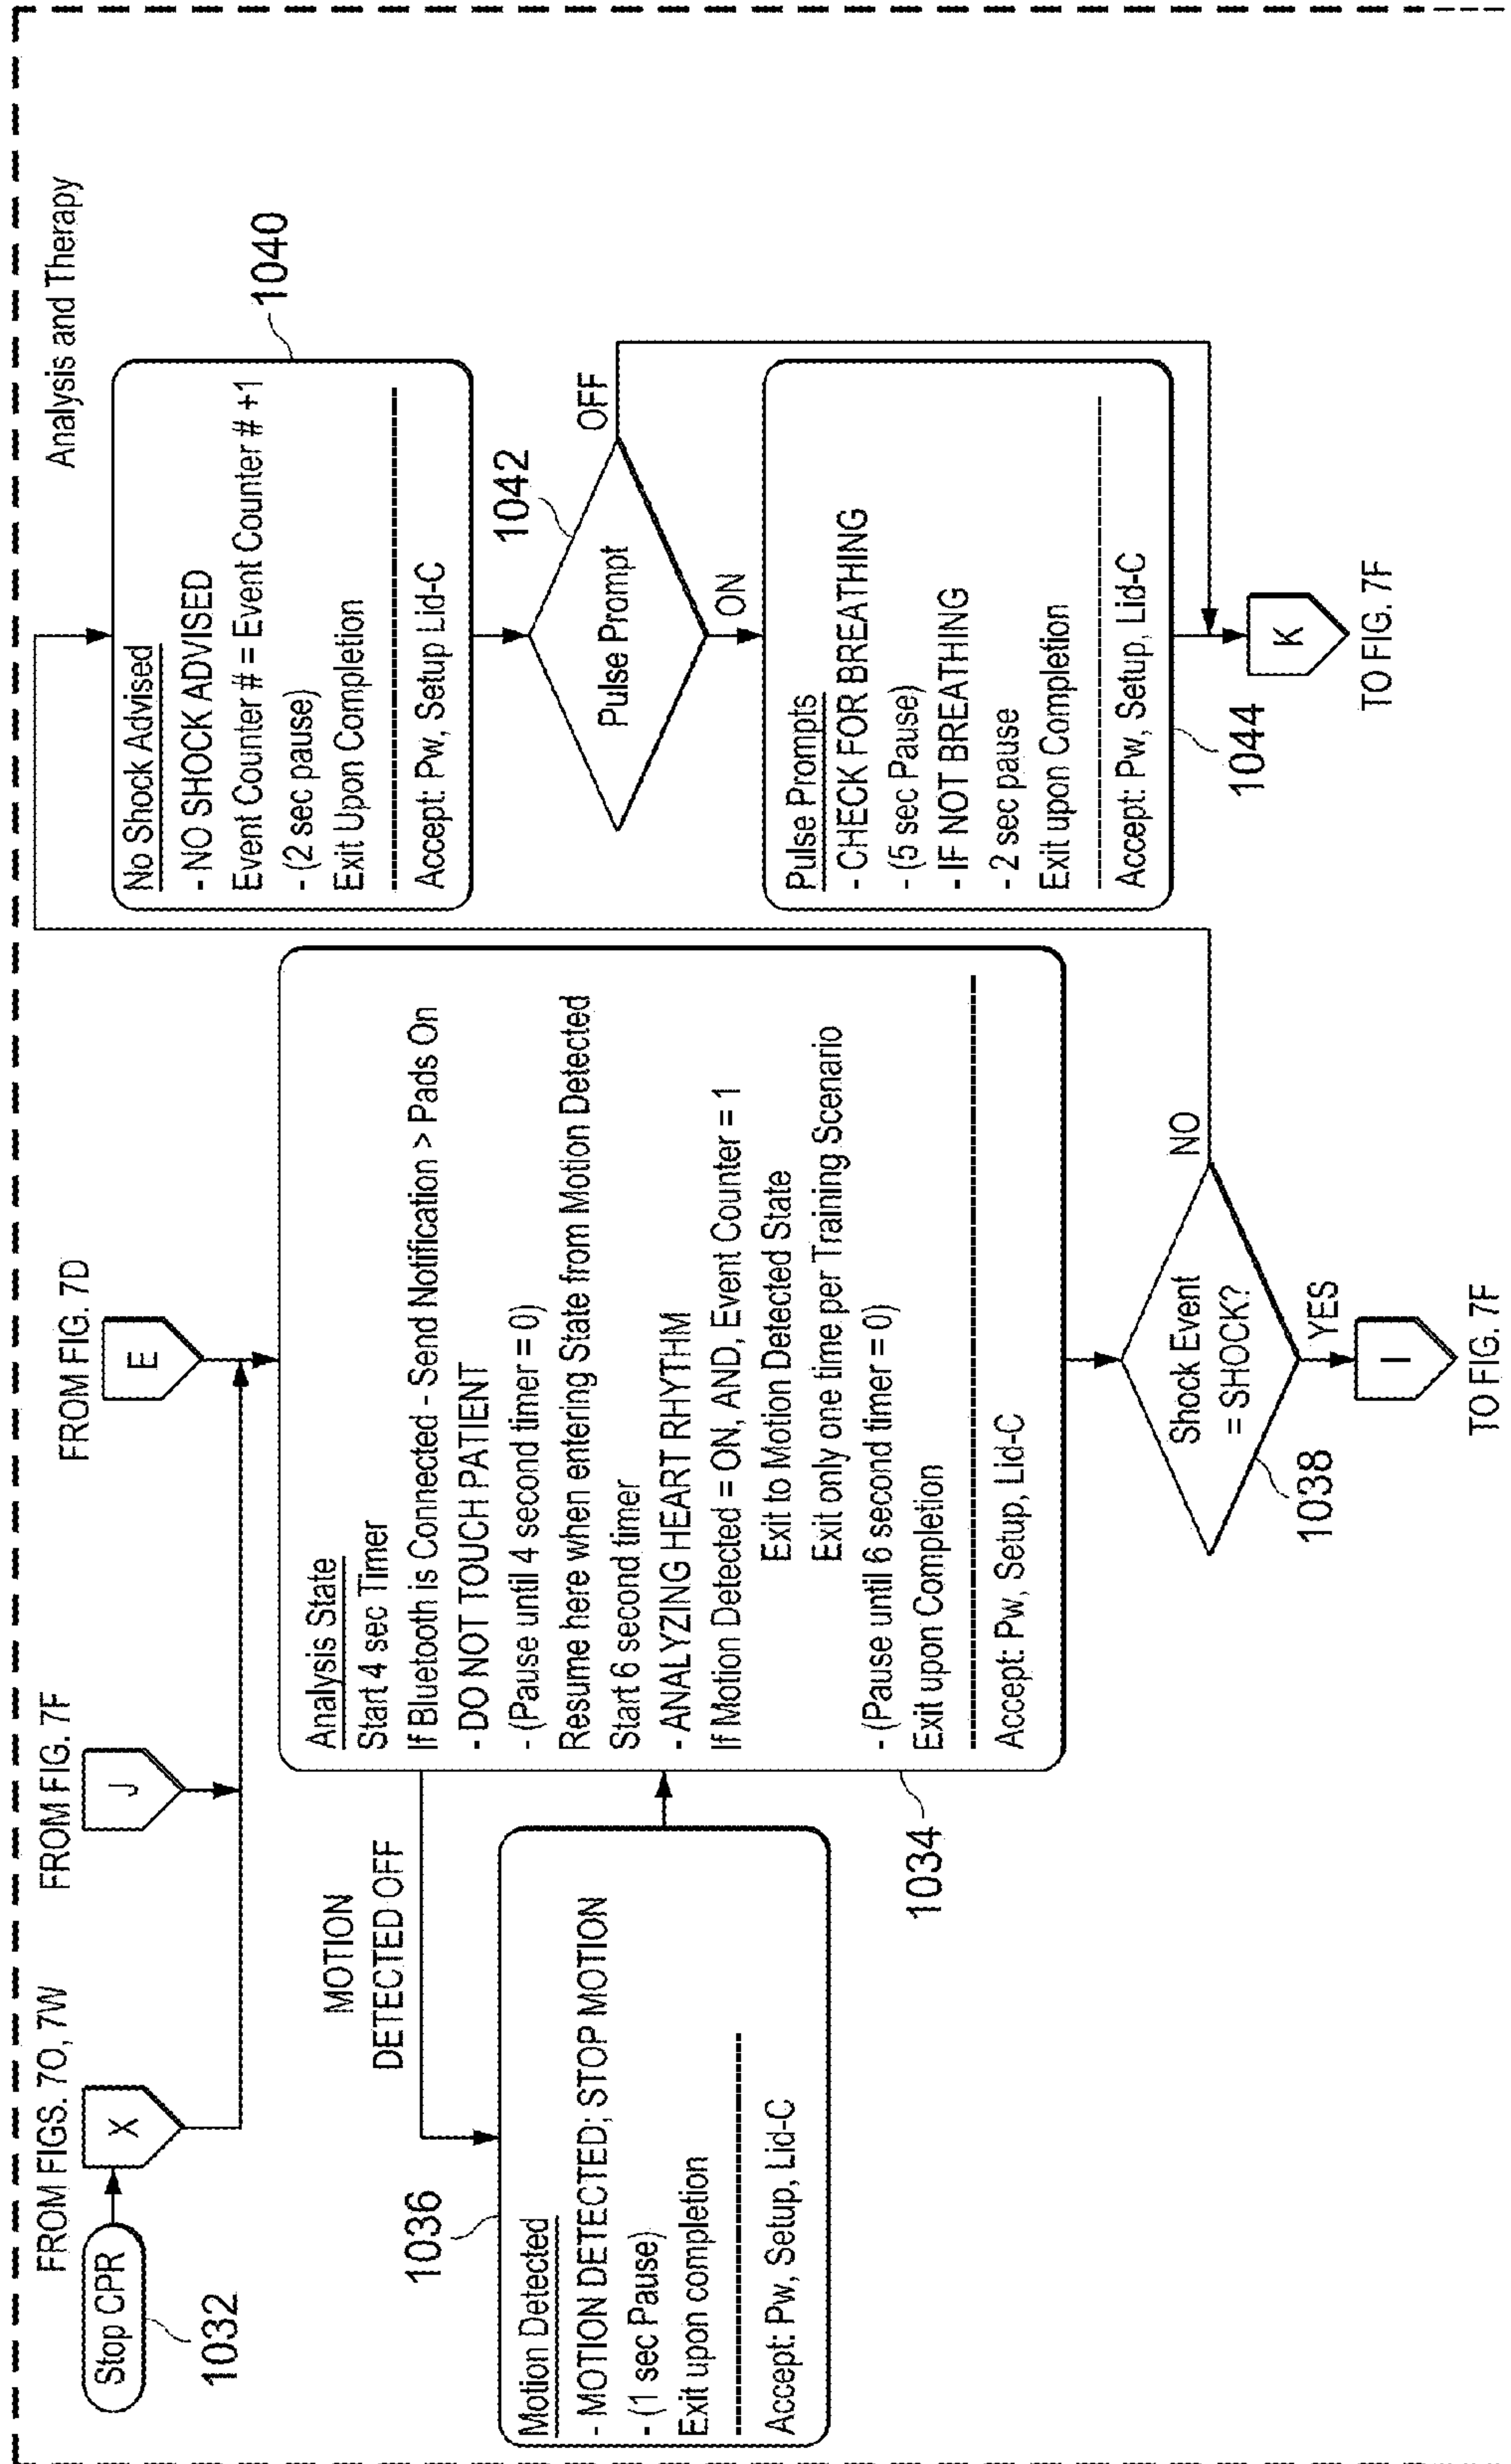 Analysis and Therapy
FROM FIGS. 7O, 7W
FROM FIG. 7F
FROM FIG. 7D
Stop CPR
X
J
E
1032
MOTION
DETECTED OFF
1036
Motion Detected
- MOTION DETECTED; STOP MOTION
- (1 sec Pause)
Exit upon completion
Accept: Pw, Setup, Lid-C
Analysis State
Start 4 sec Timer
If Bluetooth is Connected - Send Notification > Pads On
- DO NOT TOUCH PATIENT
- (Pause until 4 second timer = 0)
Resume here when entering State from Motion Detected
Start 6 second timer
- ANALYZING HEART RHYTHM
If Motion Detected = ON, AND, Event Counter = 1
Exit to Motion Detected State
Exit only one time per Training Scenario
- (Pause until 6 second timer = 0)
Exit upon Completion
Accept: Pw, Setup, Lid-C
1034
Shock Event
= SHOCK?
NO
YES
1038
I
TO FIG. 7F
No Shock Advised
- NO SHOCK ADVISED
Event Counter # = Event Counter # +1
- (2 sec pause)
Exit Upon Completion
Accept: Pw, Setup Lid-C
1040
1042
Pulse Prompt
OFF
ON
Pulse Prompts
- CHECK FOR BREATHING
- (5 sec Pause)
- IF NOT BREATHING
- 2 sec pause
Exit upon Completion
Accept: Pw, Setup, Lid-C
1044
K
TO FIG. 7F